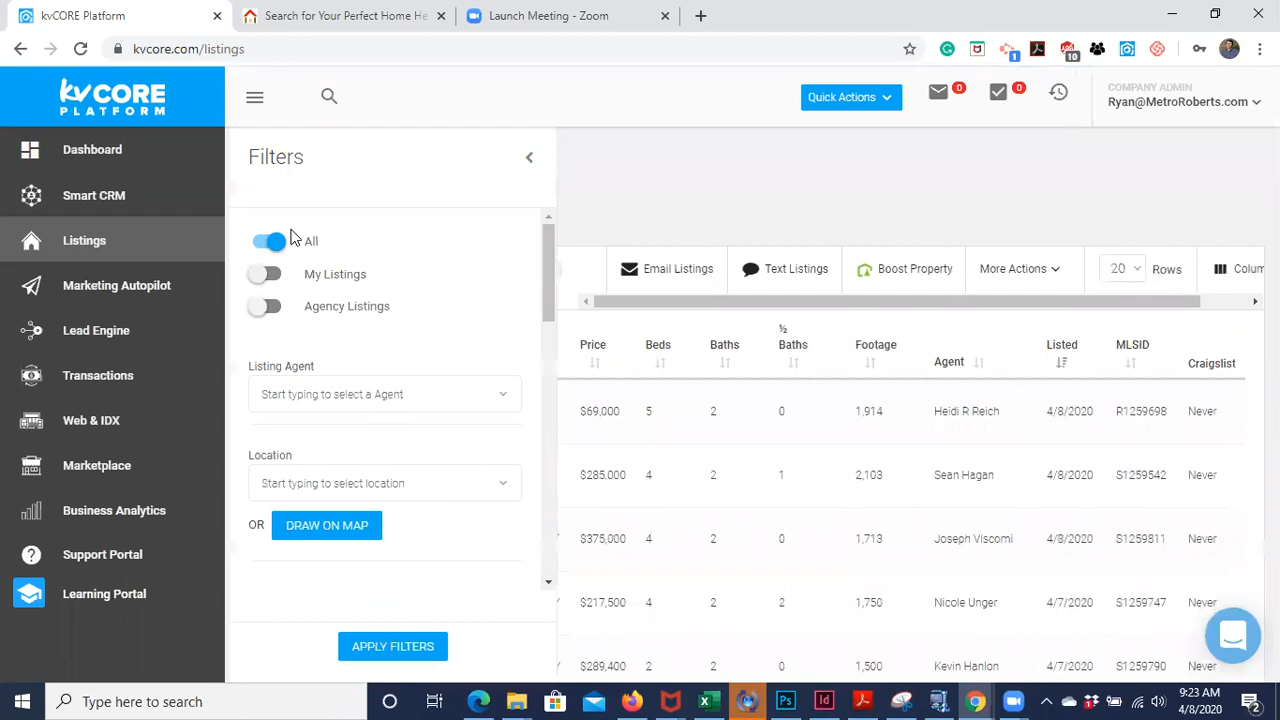 kvCORE Platform
Search for Your Perfect Home He
Launch Meeting - Zoom
kvcore.com/listings
1
10
kvCORE
PLATFORM
Quick Actions
0
0
COMPANY ADMIN
Ryan@MetroRoberts.com
Dashboard
Smart CRM
Listings
Marketing Autopilot
Lead Engine
Transactions
Web & IDX
Marketplace
Business Analytics
Support Portal
Learning Portal
Filters
All
My Listings
Agency Listings
Listing Agent
Start typing to select a Agent
Location
Start typing to select location
OR DRAW ON MAP
APPLY FILTERS
Email Listings Text Listings Boost Property More Actions 20 Rows Colum
Price Beds Baths ½ Baths Footage Agent Listed MLSID Craigslist
$69,000 5 2 0 1,914 Heidi R Reich 4/8/2020 R1259698 Never
$285,000 4 2 1 2,103 Sean Hagan 4/8/2020 S1259542 Never
$375,000 4 2 0 1,713 Joseph Viscomi 4/8/2020 S1259811 Never
$217,500 4 2 2 1,750 Nicole Unger 4/7/2020 S1259747 Never
$289,400 2 2 0 1,500 Kevin Hanlon 4/7/2020 S1259790 Never
Type here to search
9:23 AM
4/8/2020
2